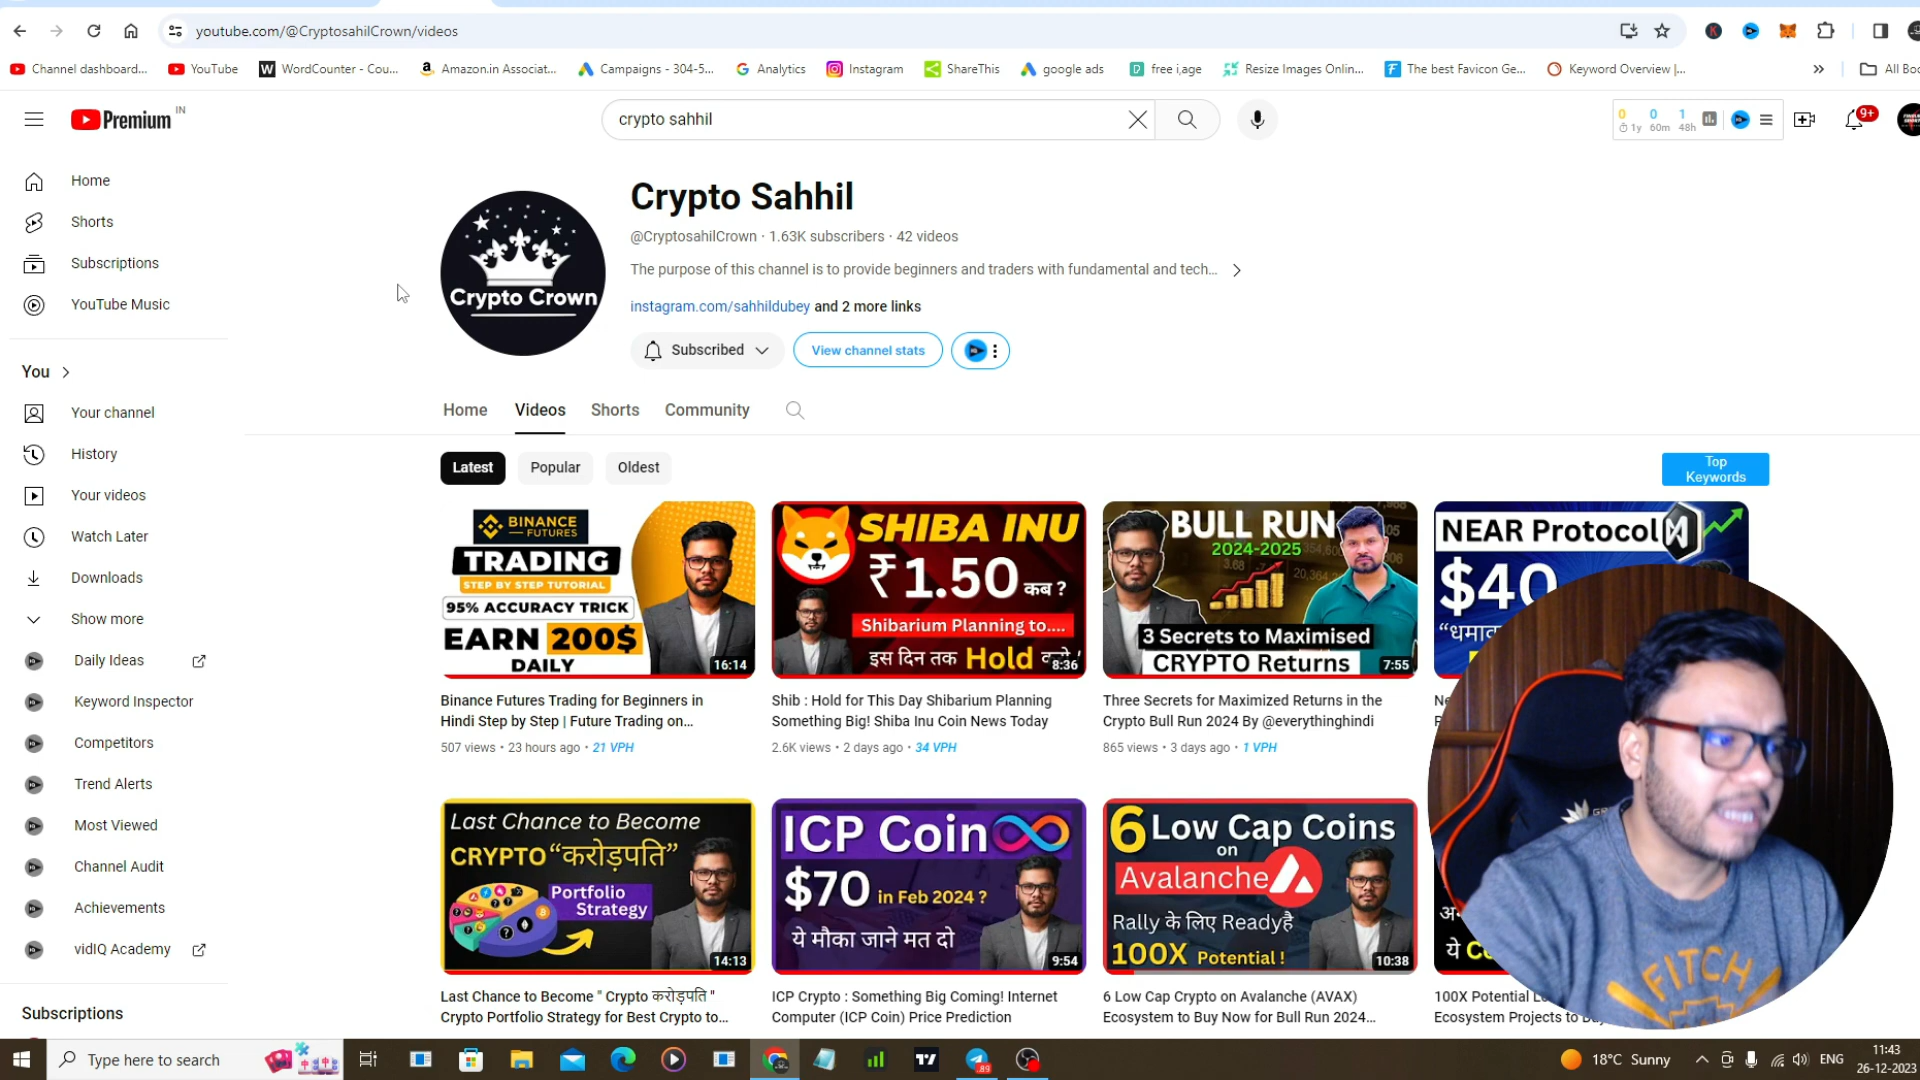 youtube.com/@CryptosahilCrown/videos
Channel dashboard...
YouTube
WordCounter - Cou...
Amazon.in Associat...
Campaigns - 304-5...
Analytics
Instagram
ShareThis
google ads
free i,age
Resize Images Onlin...
The best Favicon Ge...
Keyword Overview |...
»
All Boo
Premium IN
crypto sahhil
0 0 1
1y 60m 48h
9+
Home
Shorts
Subscriptions
YouTube Music
You
Your channel
History
Your videos
Watch Later
Downloads
Show more
Daily Ideas
Keyword Inspector
Competitors
Trend Alerts
Most Viewed
Channel Audit
Achievements
vidIQ Academy
Subscriptions
Crypto Crown
Crypto Sahhil
@CryptosahilCrown · 1.63K subscribers · 42 videos
The purpose of this channel is to provide beginners and traders with fundamental and tech...
instagram.com/sahhildubey and 2 more links
Subscribed
View channel stats
Home Videos Shorts Community
Latest Popular Oldest
Top
Keywords
BINANCE
FUTURES
TRADING
STEP BY STEP TUTORIAL
95% ACCURACY TRICK
EARN 200$
DAILY
16:14
Binance Futures Trading for Beginners in
Hindi Step by Step | Future Trading on...
507 views • 23 hours ago • 21 VPH
SHIBA INU
₹1.50 कब ?
Shibarium Planning to....
इस दिन तक Hold
8:36
Shib : Hold for This Day Shibarium Planning
Something Big! Shiba Inu Coin News Today
2.6K views • 2 days ago • 34 VPH
BULL RUN
2024-2025
3 Secrets to Maximised
CRYPTO Returns
7:55
Three Secrets for Maximized Returns in the
Crypto Bull Run 2024 By @everythinghindi
865 views • 3 days ago • 1 VPH
NEAR Protocol
$40
Last Chance to Become
CRYPTO "करोड़पति"
Portfolio
Strategy
14:13
Last Chance to Become " Crypto करोड़पति "
Crypto Portfolio Strategy for Best Crypto to...
ICP Coin
$70 in Feb 2024 ?
ये मौका जाने मत दो
9:54
ICP Crypto : Something Big Coming! Internet
Computer (ICP Coin) Price Prediction
6 Low Cap Coins
on
Avalanche
Rally के लिए Readyहै
100X Potential !
10:38
6 Low Cap Crypto on Avalanche (AVAX)
Ecosystem to Buy Now for Bull Run 2024...
ये
100X Potential
Ecosystem Projects to
FITCH
Type here to search
18°C Sunny
ENG
11:43
26-12-2023